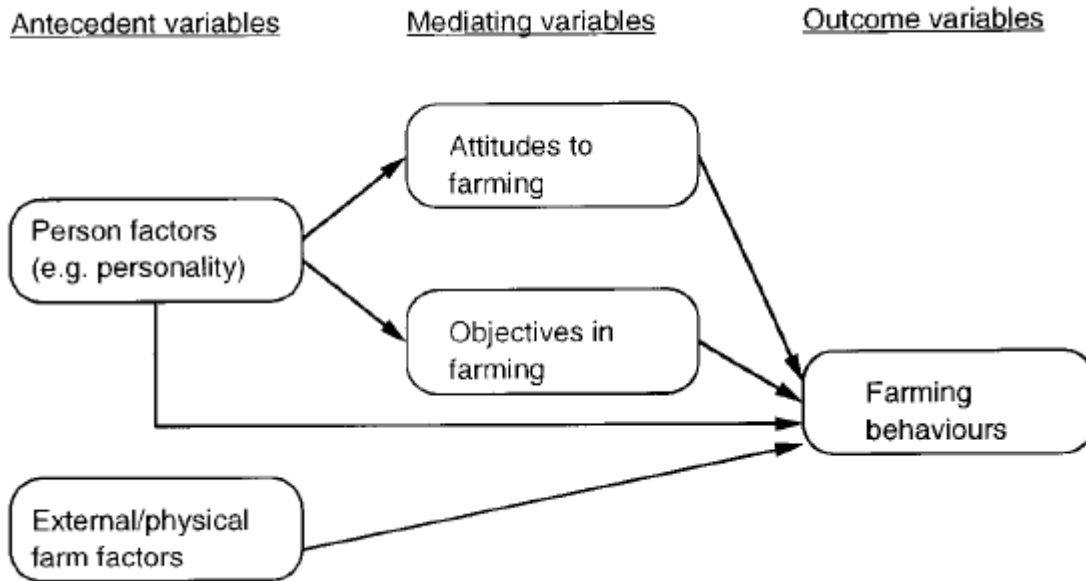 Antecedent variables
Mediating variables
Outcome variables
Attitudes to
farming
Person factors
(e.g. personality)
Objectives in
farming
Farming
behaviours
External/physical
farm factors